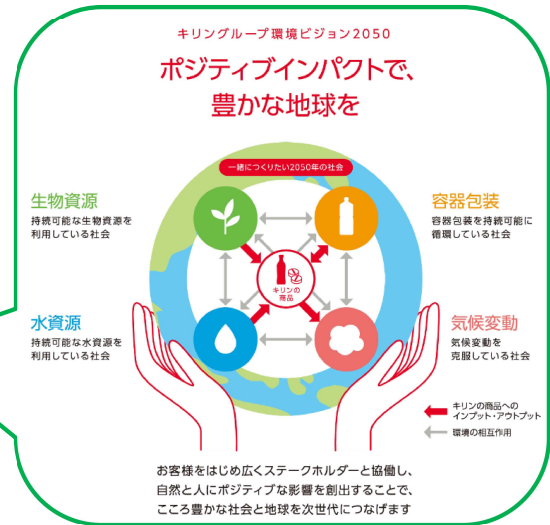 キリングループ環境ビジョン2050
ポジティブインパクトで、
豊かな地球を
一緒につくりたい2050年の社会
生物資源
持続可能な生物資源を
利用している社会
容器包装
容器包装を持続可能に
循環している社会
キリンの
商品
水資源
持続可能な水資源を
利用している社会
気候変動
気候変動を
克服している社会
キリンの商品への
インプット・アウトプット
環境の相互作用
お客様をはじめ広くステークホルダーと協働し、
自然と人にポジティブな影響を創出することで、
こころ豊かな社会と地球を次世代につなげます